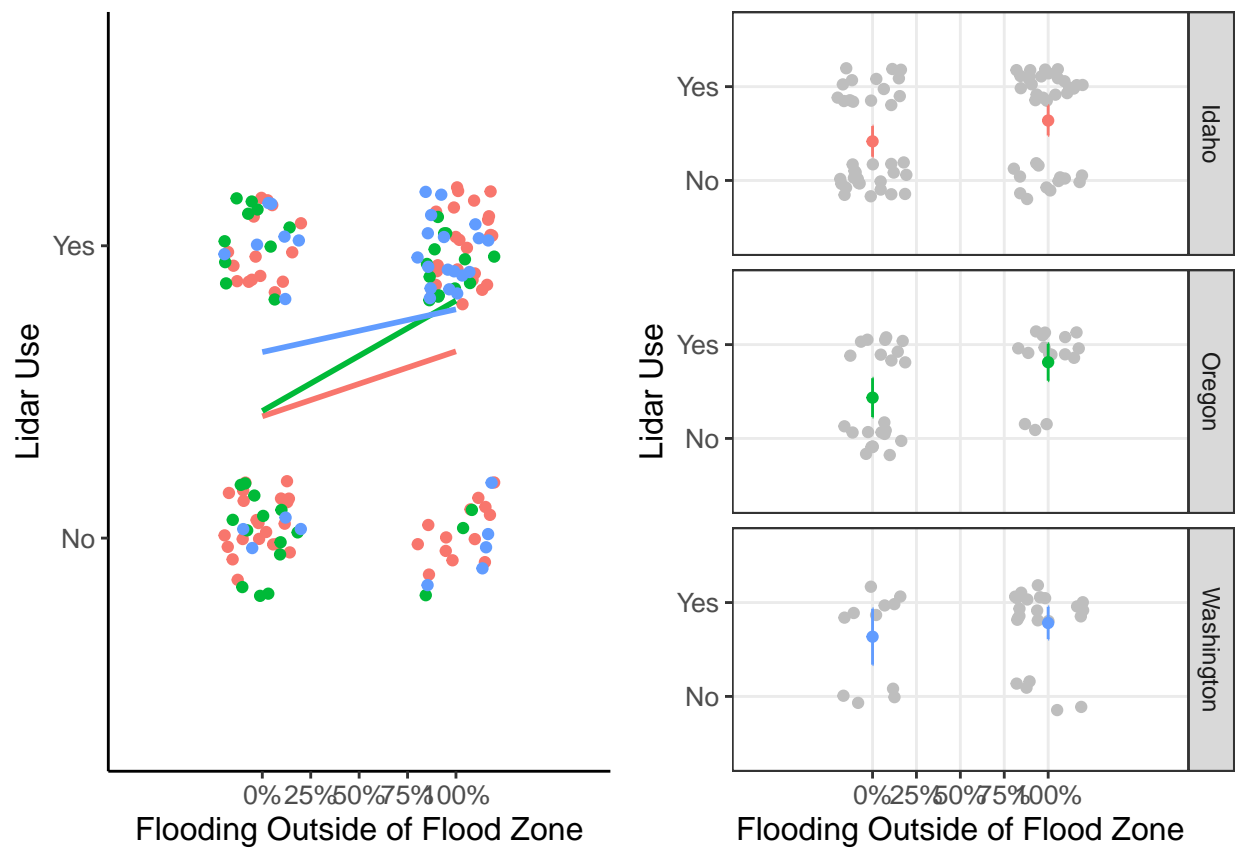 Lidar Use
Yes
No
0% 25% 50% 75% 100%
Flooding Outside of Flood Zone
Lidar Use
Yes
No
Idaho
Yes
No
Oregon
Yes
No
Washington
0% 25% 50% 75% 100%
Flooding Outside of Flood Zone